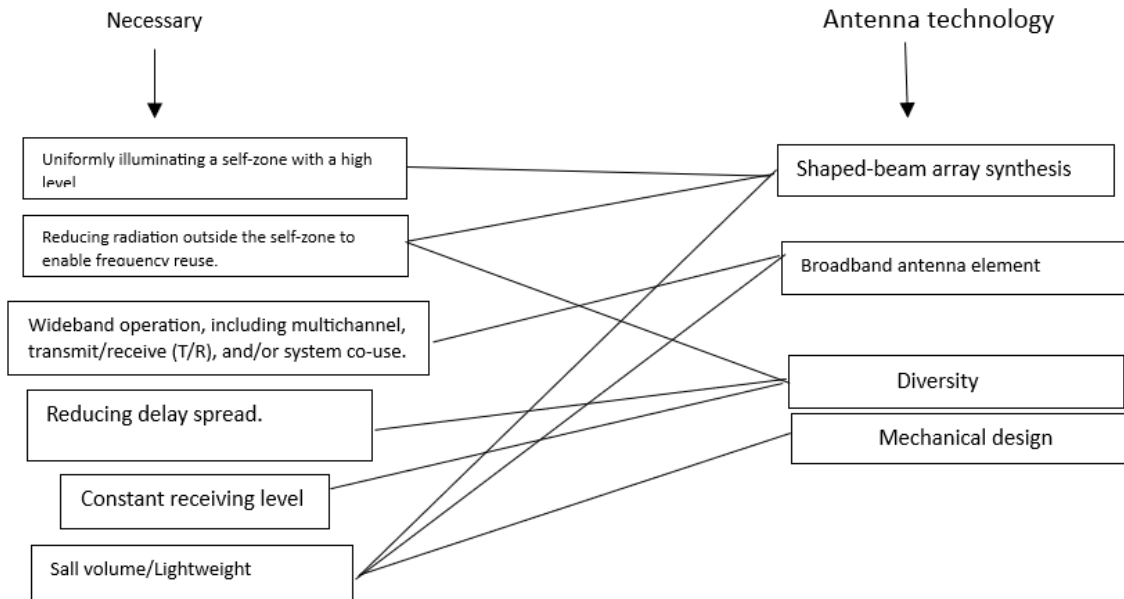 Necessary
Antenna technology
Uniformly illuminating a self-zone with a high
level
Shaped-beam array synthesis
Reducing radiation outside the self-zone to
enable frequency reuse.
Broadband antenna element
Wideband operation, including multichannel,
transmit/receive (T/R), and/or system co-use.
Diversity
Reducing delay spread.
Mechanical design
Constant receiving level
Sall volume/Lightweight